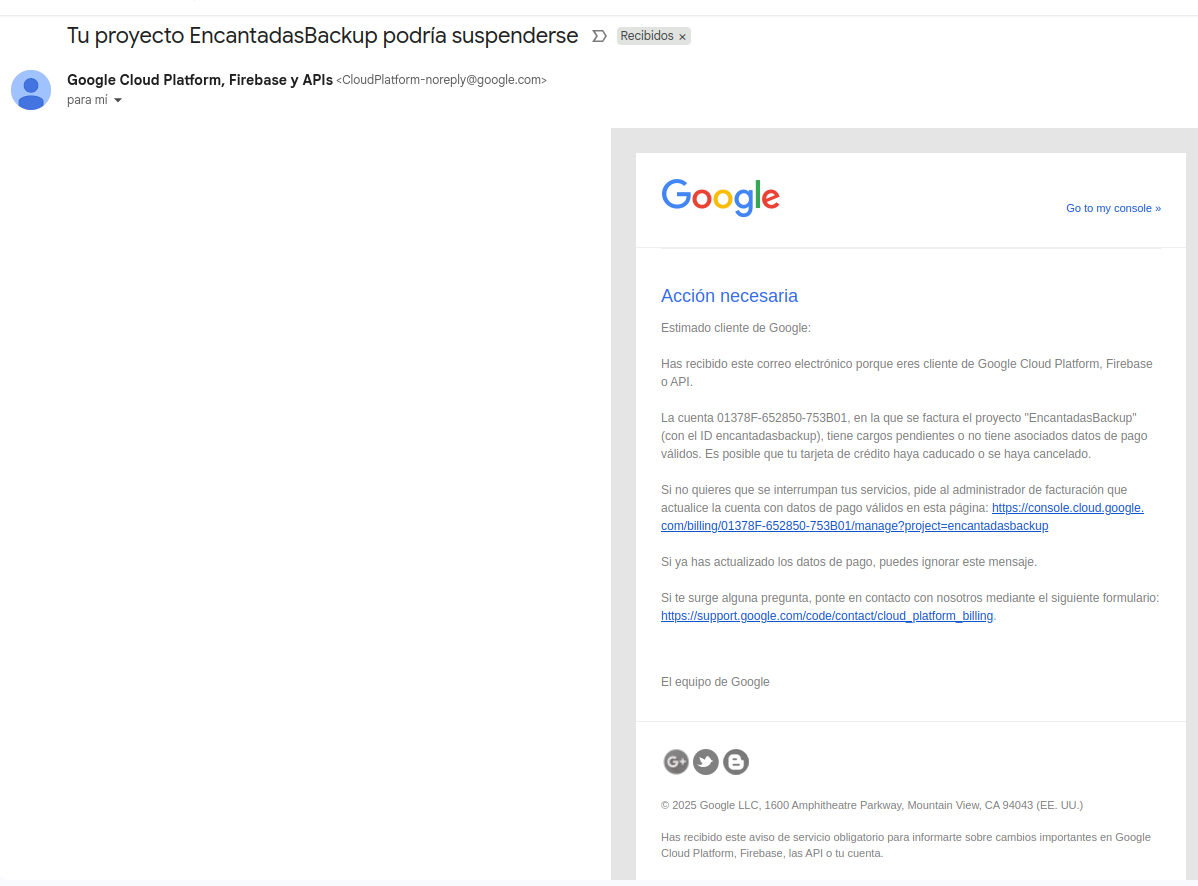 Tu proyecto EncantadasBackup podría suspenderse Recibidos ×
Google Cloud Platform, Firebase y APIs <CloudPlatform-noreply@google.com>
para mí
Google
Go to my console »
Acción necesaria
Estimado cliente de Google:
Has recibido este correo electrónico porque eres cliente de Google Cloud Platform, Firebase
o API.
La cuenta 01378F-652850-753B01, en la que se factura el proyecto "EncantadasBackup"
(con el ID encantadasbackup), tiene cargos pendientes o no tiene asociados datos de pago
válidos. Es posible que tu tarjeta de crédito haya caducado o se haya cancelado.
Si no quieres que se interrumpan tus servicios, pide al administrador de facturación que
actualice la cuenta con datos de pago válidos en esta página: https://console.cloud.google.
com/billing/01378F-652850-753B01/manage?project=encantadasbackup
Si ya has actualizado los datos de pago, puedes ignorar este mensaje.
Si te surge alguna pregunta, ponte en contacto con nosotros mediante el siguiente formulario:
https://support.google.com/code/contact/cloud_platform_billing.
El equipo de Google
G+
© 2025 Google LLC, 1600 Amphitheatre Parkway, Mountain View, CA 94043 (EE. UU.)
Has recibido este aviso de servicio obligatorio para informarte sobre cambios importantes en Google
Cloud Platform, Firebase, las API o tu cuenta.